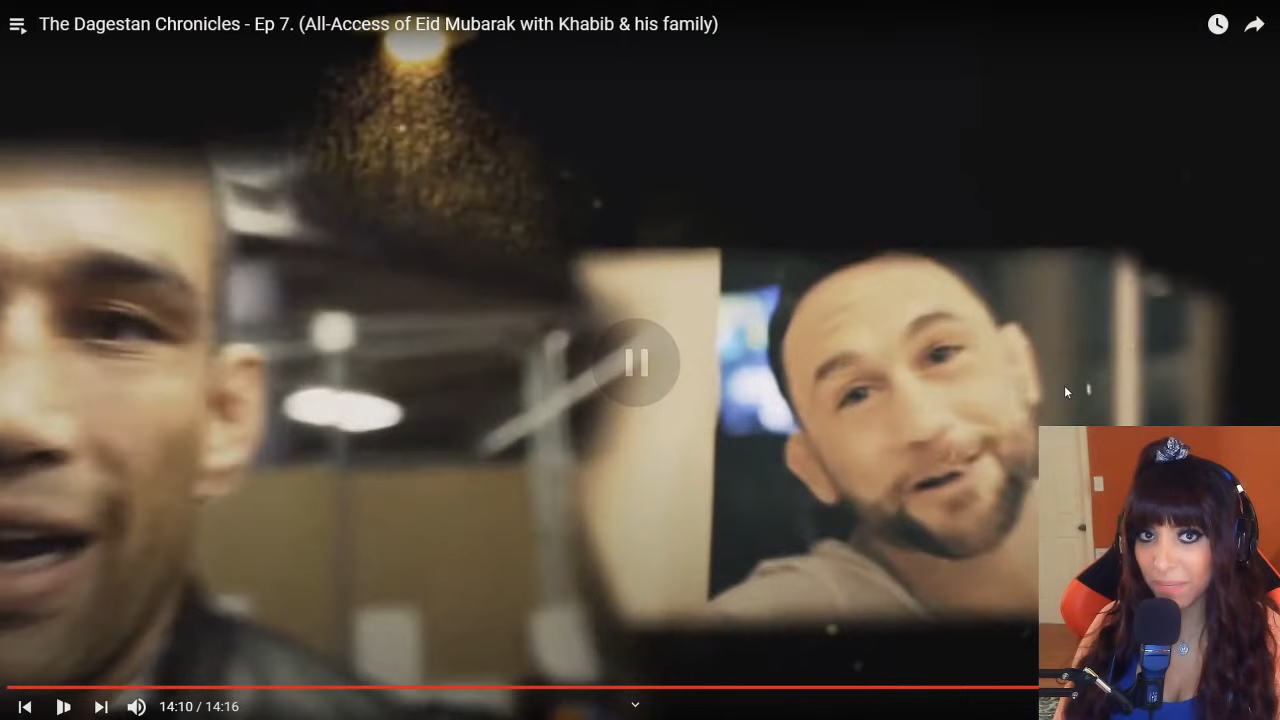 The Dagestan Chronicles - Ep 7. (All-Access of Eid Mubarak with Khabib & his family)
14:10 / 14:16